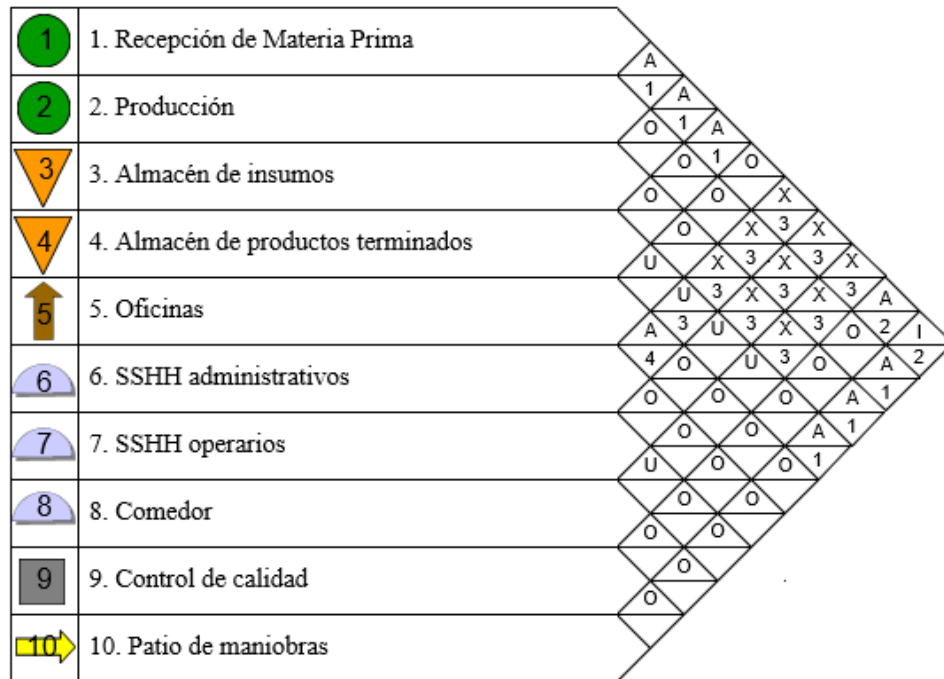 1 1. Recepción de Materia Prima
A
1 A
2 2. Producción
O 1 A
O 1 O
3 3. Almacén de insumos
O O X
O X 3 X
4 4. Almacén de productos terminados
U X 3 X 3 X
U 3 X 3 X 3 A
5 5. Oficinas
A 3 U 3 X 3 O 2 I
4 O U 3 O A 2
6 6. SSHH administrativos
O O O A 1
O O A 1
7 7. SSHH operarios
U O O 1
O O
8 8. Comedor
O O
O
9 9. Control de calidad
O
10 10. Patio de maniobras